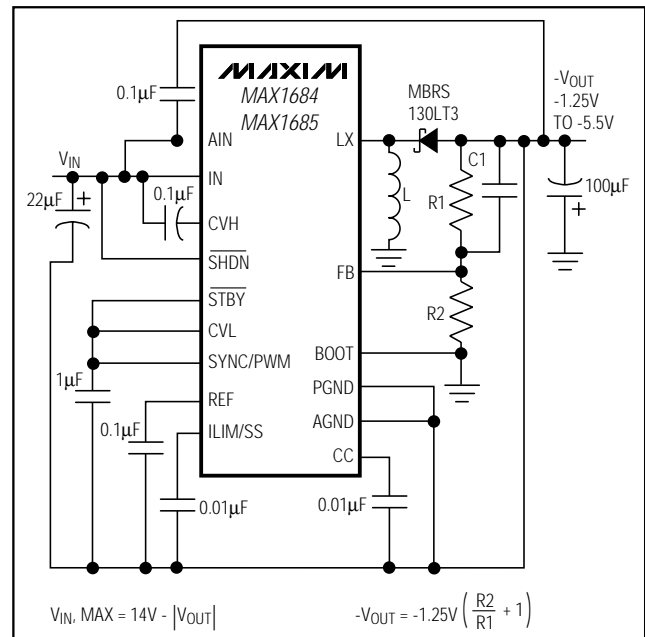 MAXIM
MAX1684
MAX1685
0.1µF
MBRS
130LT3
-VOUT
-1.25V
TO -5.5V
AIN
LX
C1
VIN
IN
22µF
+
0.1µF
CVH
L
R1
100µF
+
SHDN
FB
STBY
R2
CVL
SYNC/PWM
BOOT
1µF
PGND
REF
AGND
0.1µF
ILIM/SS
CC
0.01µF
0.01µF
VIN, MAX = 14V - |VOUT|
-VOUT = -1.25V (R2/R1 + 1)